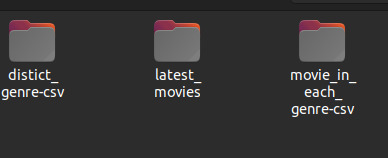 distict_
genre-csv
latest_
movies
movie_in_
each_
genre-csv